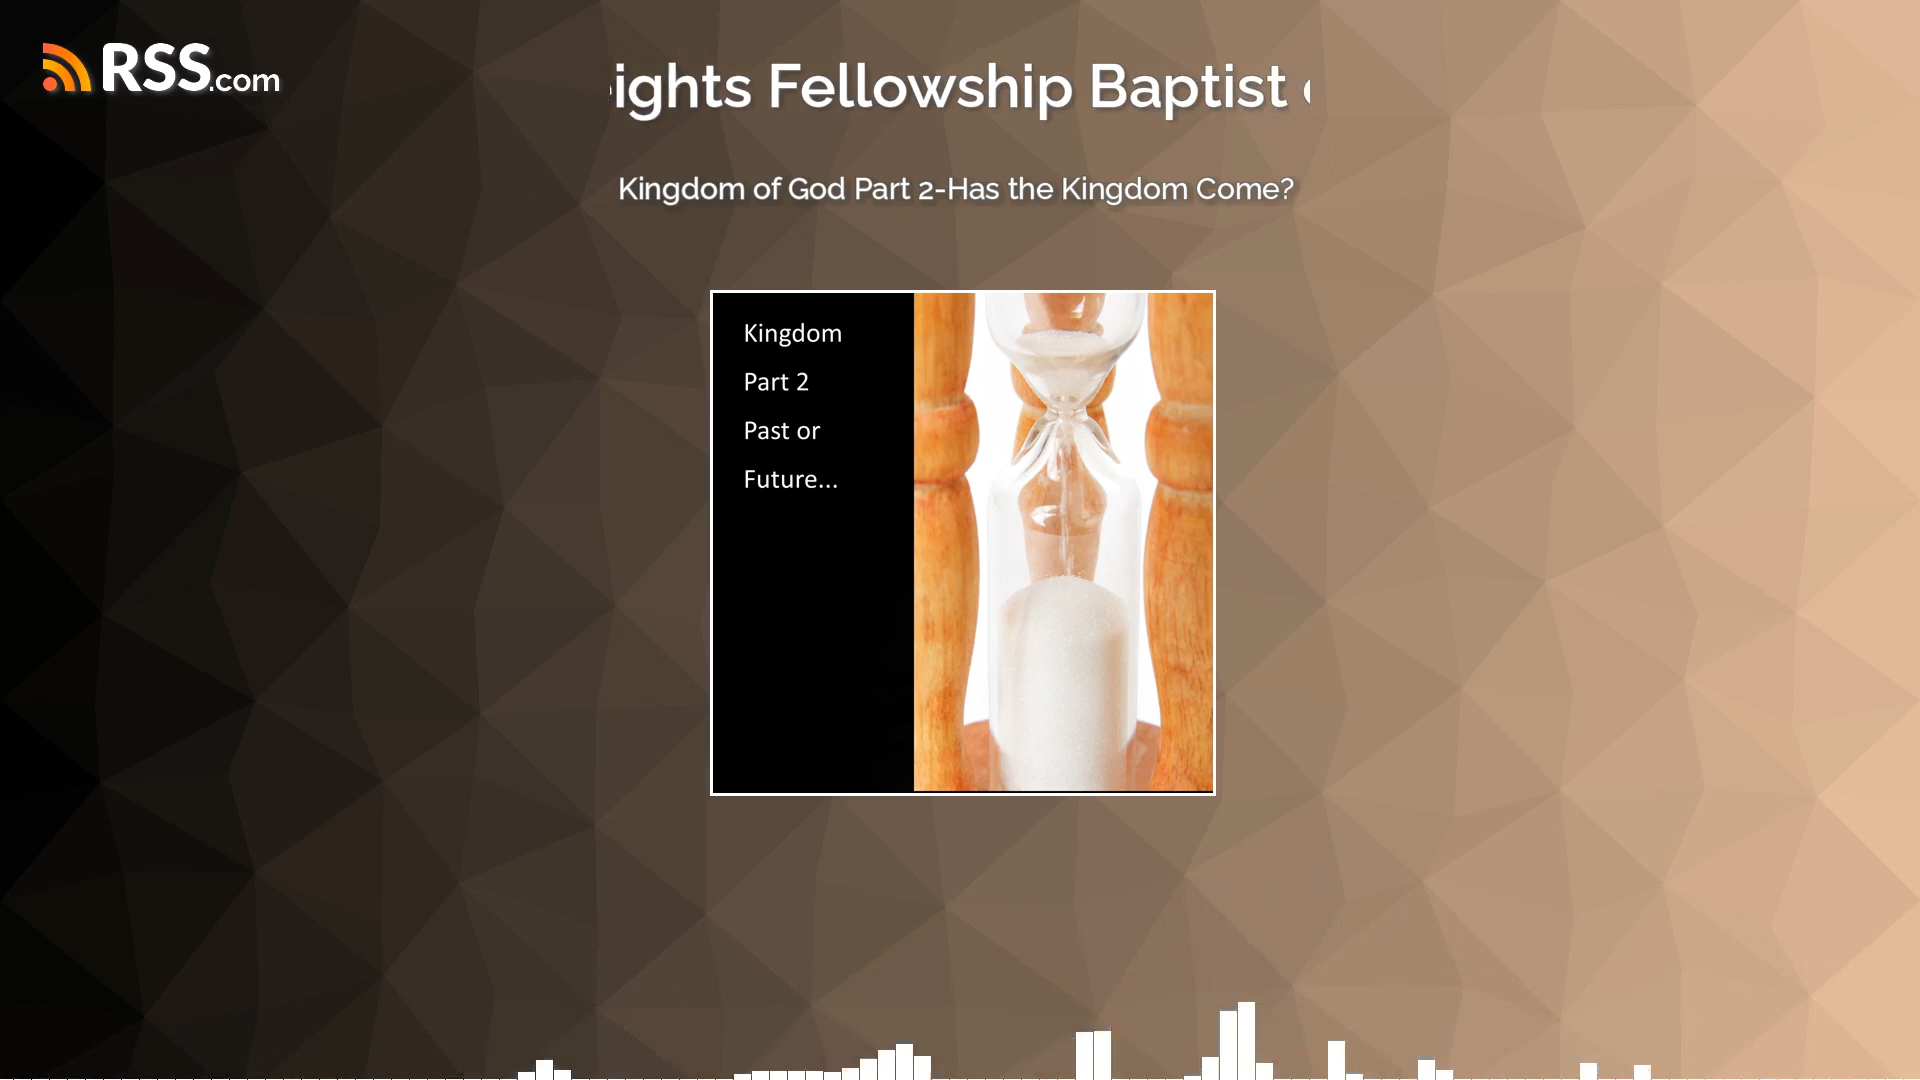 RSS.com
ights Fellowship Baptist
Kingdom of God Part 2-Has the Kingdom Come?
Kingdom
Part 2
Past or
Future...